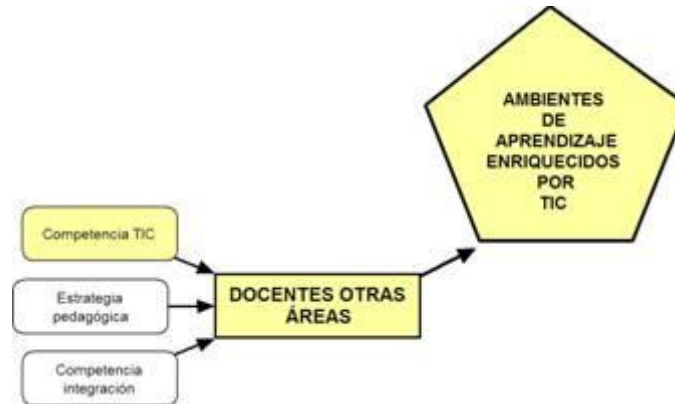 AMBIENTES
DE
APRENDIZAJE
ENRIQUECIDOS
POR
TIC
Competencia TIC
Estrategia
pedagógica
Competencia
integración
DOCENTES OTRAS
ÁREAS